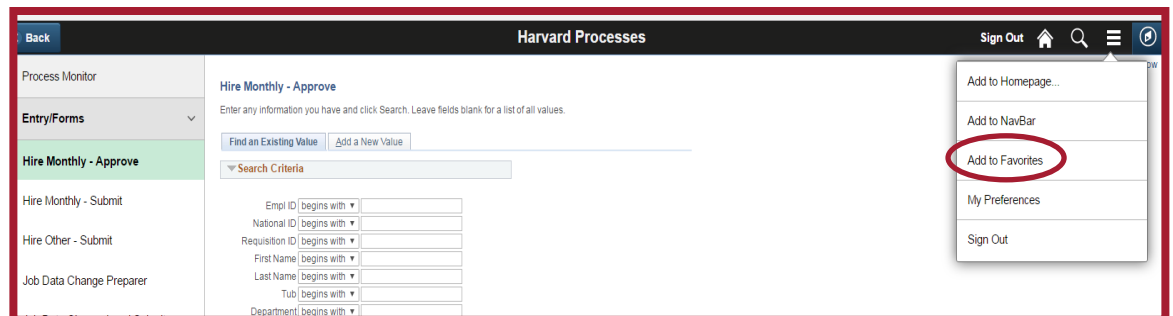 Back
Harvard Processes
Sign Out
Process Monitor
Entry/Forms
Hire Monthly - Approve
Hire Monthly - Submit
Hire Other - Submit
Job Data Change Preparer
Hire Monthly - Approve
Enter any information you have and click Search. Leave fields blank for a list of all values.
Find an Existing Value
Add a New Value
Search Criteria
Empl ID begins with
National ID begins with
Requisition ID begins with
First Name begins with
Last Name begins with
Tub begins with
Department begins with
ow
Add to Homepage...
Add to NavBar
Add to Favorites
My Preferences
Sign Out